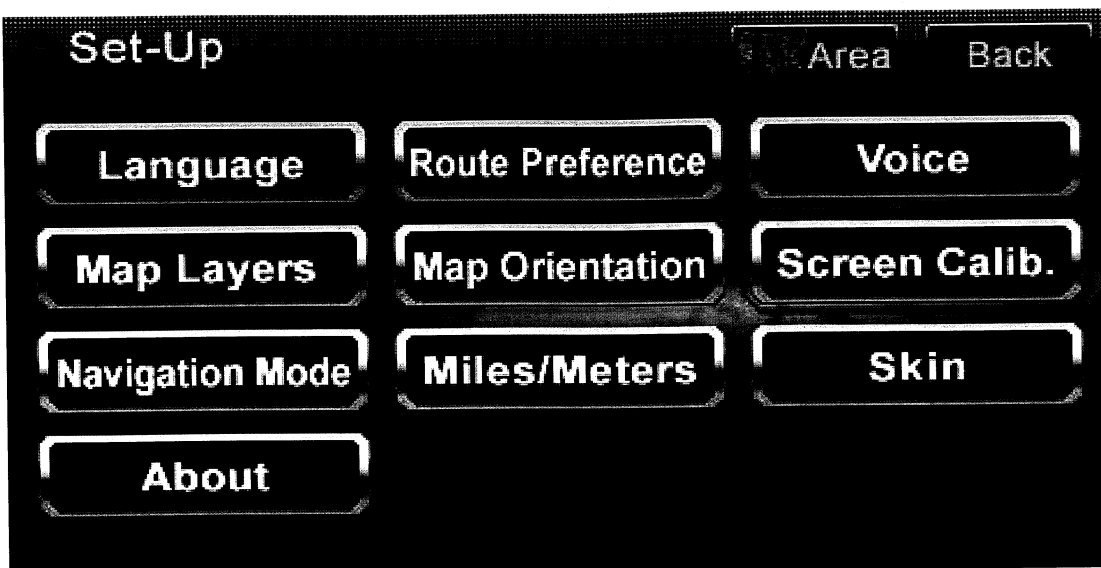 Set-Up
Area
Back
Language
Route Preference
Voice
Map Layers
Map Orientation
Screen Calib.
Navigation Mode
Miles/Meters
Skin
About